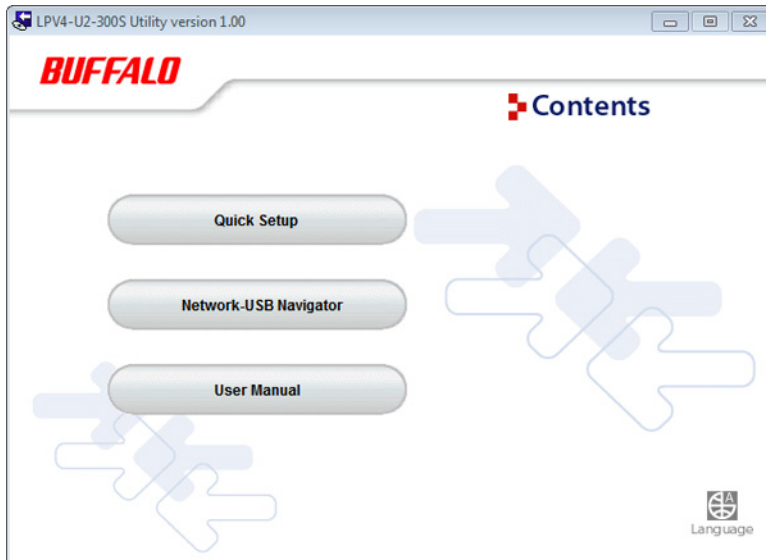 LPV4-U2-300S Utility version 1.00
BUFFALO
Contents
Quick Setup
Network-USB Navigator
User Manual
A
Language